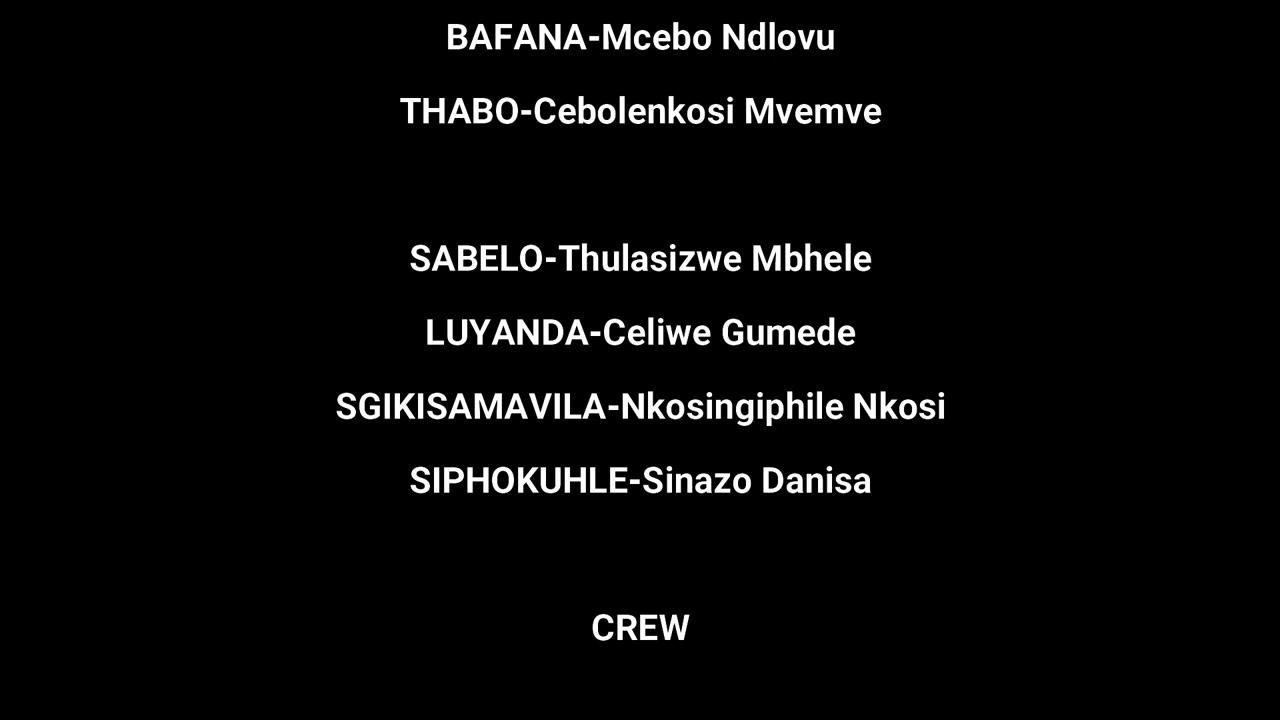 BAFANA-Mcebo Ndlovu
THABO-Cebolenkosi Mvemve
SABELO-Thulasizwe Mbhele
LUYANDA-Celiwe Gumede
SGIKISAMAVILA-Nkosingiphile Nkosi
SIPHOKUHLE-Sinazo Danisa
CREW